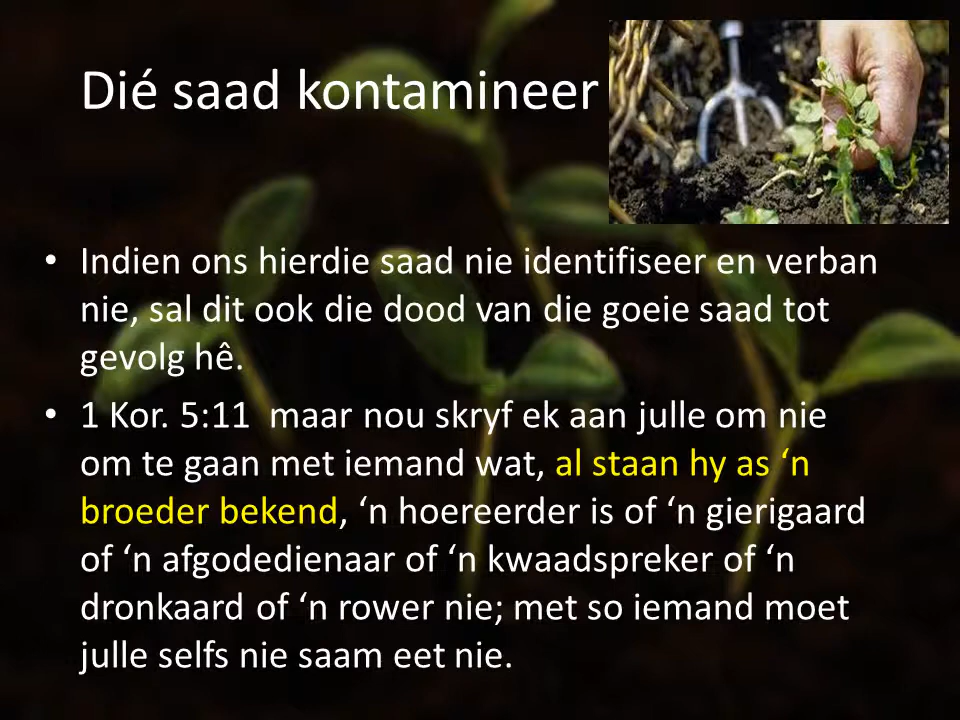 Dié saad kontamineer
• Indien ons hierdie saad nie identifiseer en verban
nie, sal dit ook die dood van die goeie saad tot
gevolg hê.
• 1 Kor. 5:11  maar nou skryf ek aan julle om nie
om te gaan met iemand wat, al staan hy as ‘n
broeder bekend, ‘n hoereerder is of ‘n gierigaard
of ‘n afgodedienaar of ‘n kwaadspreker of ‘n
dronkaard of ‘n rower nie; met so iemand moet
julle selfs nie saam eet nie.